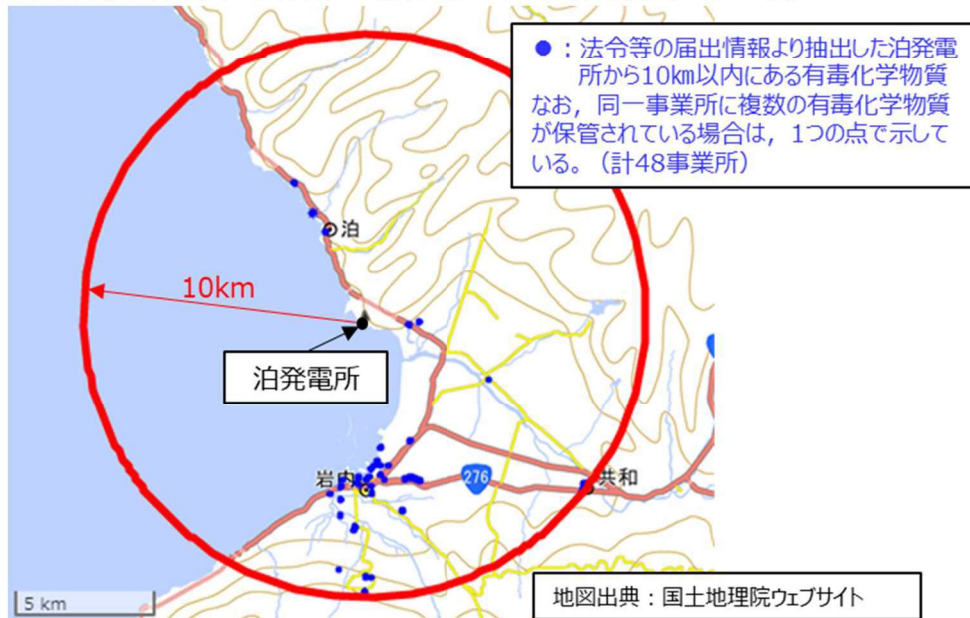 ●：法令等の届出情報より抽出した泊発電
所から10km以内にある有毒化学物質
なお，同一事業所に複数の有毒化学物質
が保管されている場合は，1つの点で示して
いる。（計48事業所）
泊
10km
泊発電所
岩内
276
共和
5 km
地図出典：国土地理院ウェブサイト